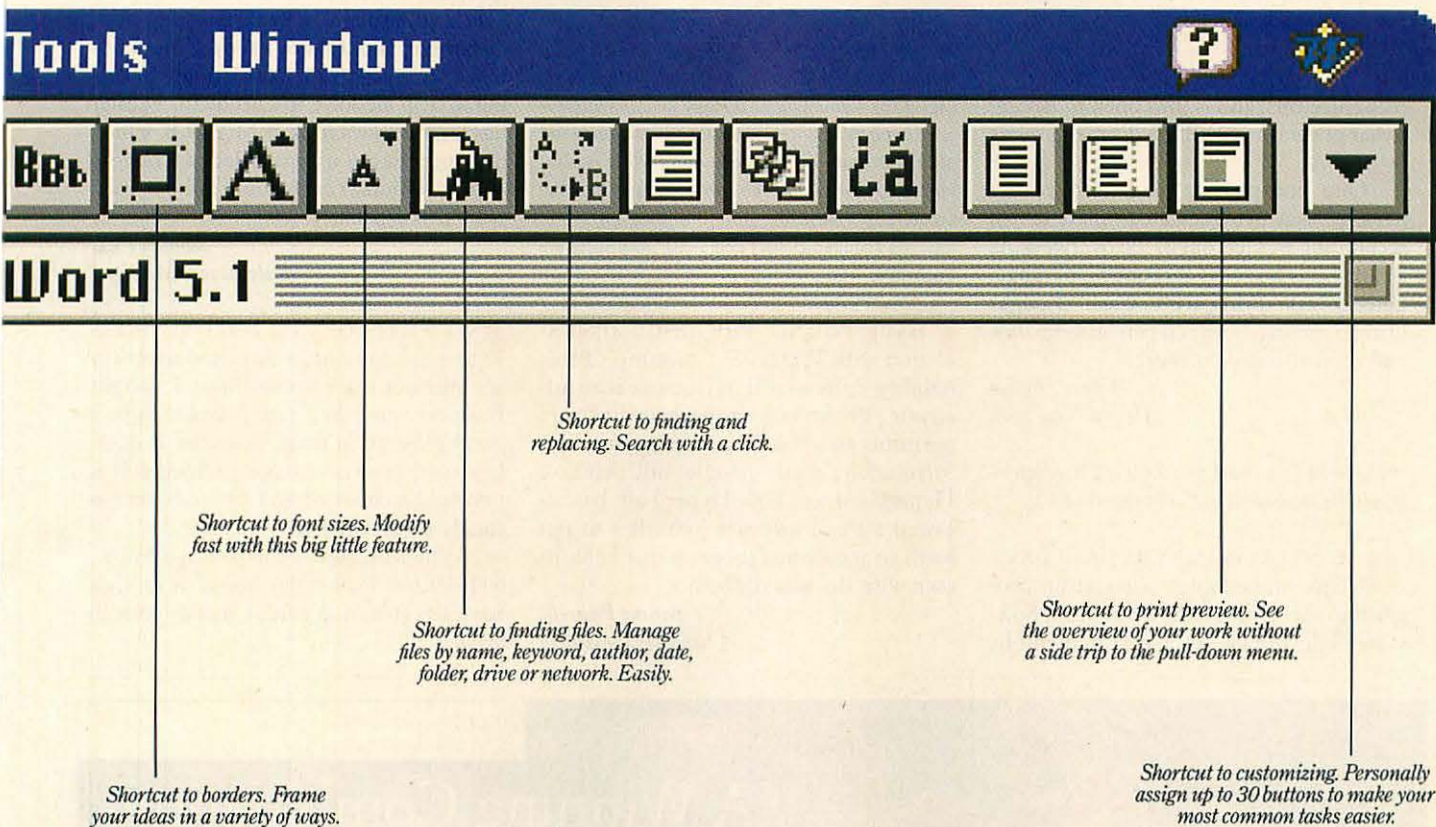 Tools Window ?
BBb A A A B ¿á
Word 5.1
Shortcut to finding and
replacing. Search with a click.
Shortcut to font sizes. Modify
fast with this big little feature.
Shortcut to finding files. Manage
files by name, keyword, author, date,
folder, drive or network. Easily.
Shortcut to print preview. See
the overview of your work without
a side trip to the pull-down menu.
Shortcut to borders. Frame
your ideas in a variety of ways.
Shortcut to customizing. Personally
assign up to 30 buttons to make your
most common tasks easier.